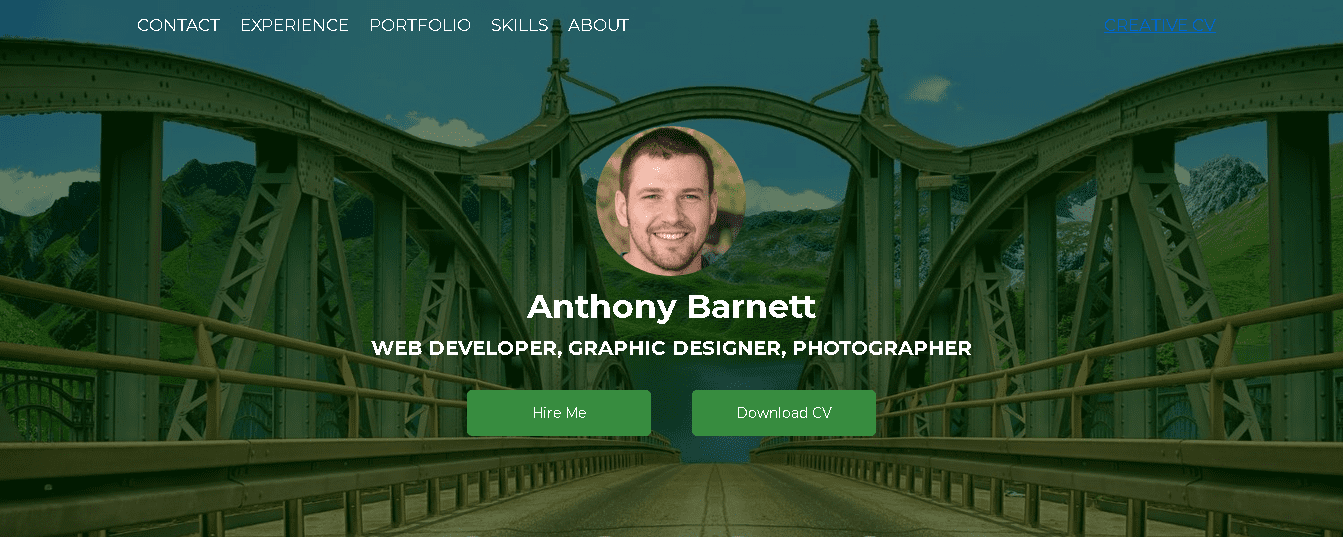 CONTACT EXPERIENCE PORTFOLIO SKILLS ABOUT CREATIVE CV
Anthony Barnett
WEB DEVELOPER, GRAPHIC DESIGNER, PHOTOGRAPHER
Hire Me Download CV